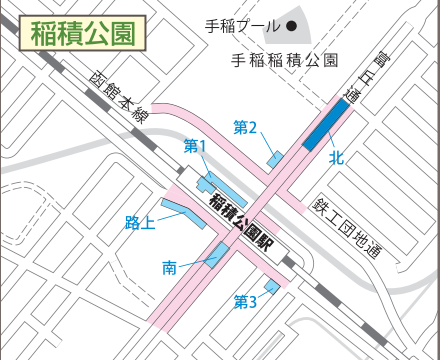 稲積公園
手稲プール
手稲稲積公園
富丘通
函館本線
第2
第1
北
鉄工団地通
稲積公園駅
路上
南
第3